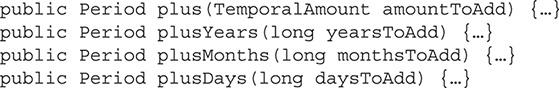 public Period plus(TemporalAmount amountToAdd) {…}
public Period plusYears(long yearsToAdd) {…}
public Period plusMonths(long monthsToAdd) {…}
public Period plusDays(long daysToAdd) {…}